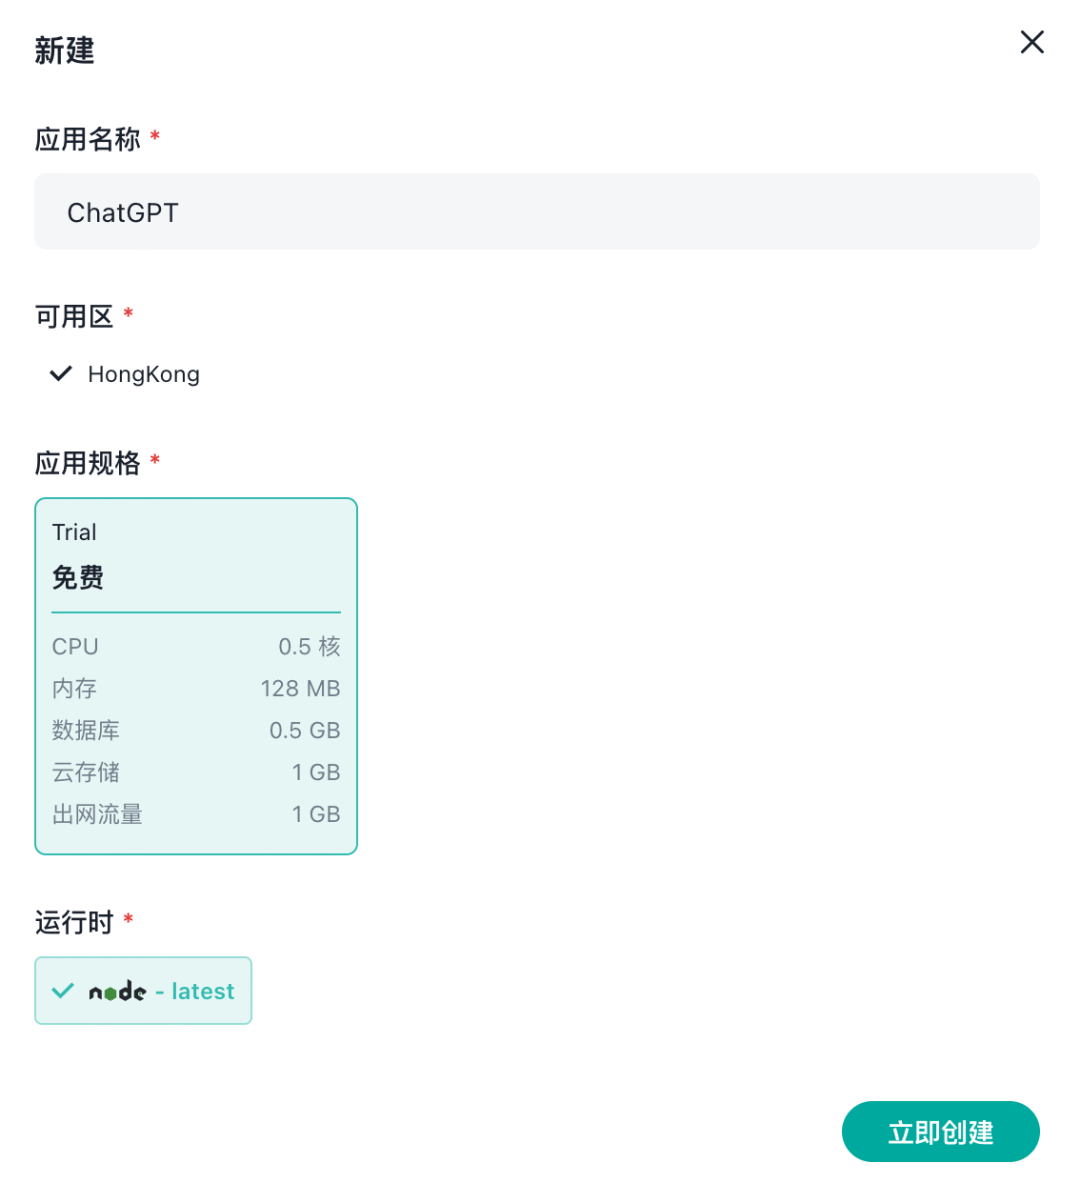 新建
应用名称 *
ChatGPT
可用区 *
HongKong
应用规格 *
Trial
免费
CPU 0.5 核
内存 128 MB
数据库 0.5 GB
云存储 1 GB
出网流量 1 GB
运行时 *
node - latest
立即创建